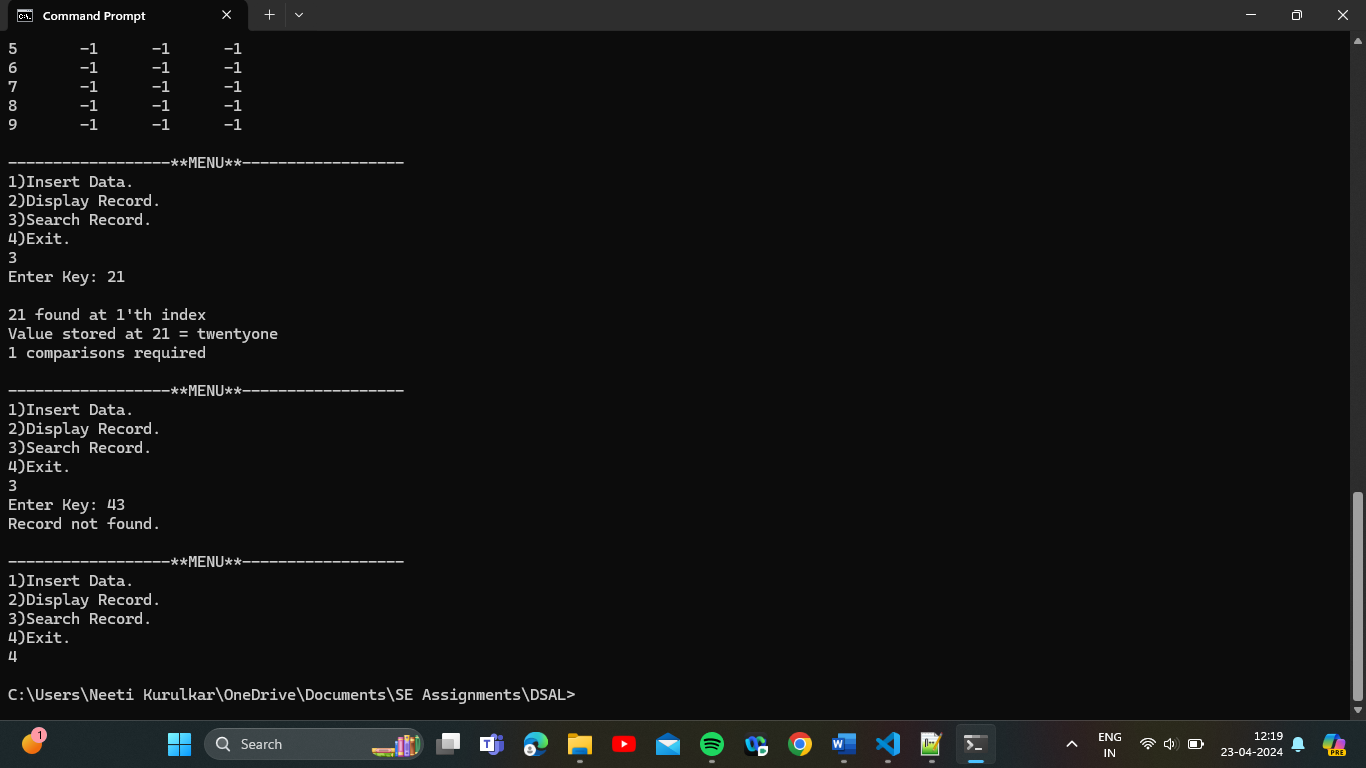 Command Prompt
5 -1 -1 -1
6 -1 -1 -1
7 -1 -1 -1
8 -1 -1 -1
9 -1 -1 -1
------------------**MENU**------------------
1)Insert Data.
2)Display Record.
3)Search Record.
4)Exit.
3
Enter Key: 21
21 found at 1'th index
Value stored at 21 = twentyone
1 comparisons required
------------------**MENU**------------------
1)Insert Data.
2)Display Record.
3)Search Record.
4)Exit.
3
Enter Key: 43
Record not found.
------------------**MENU**------------------
1)Insert Data.
2)Display Record.
3)Search Record.
4)Exit.
4
C:\Users\Neeti Kurulkar\OneDrive\Documents\SE Assignments\DSAL>
1
Search
ENG
IN
12:19
23-04-2024
PRE